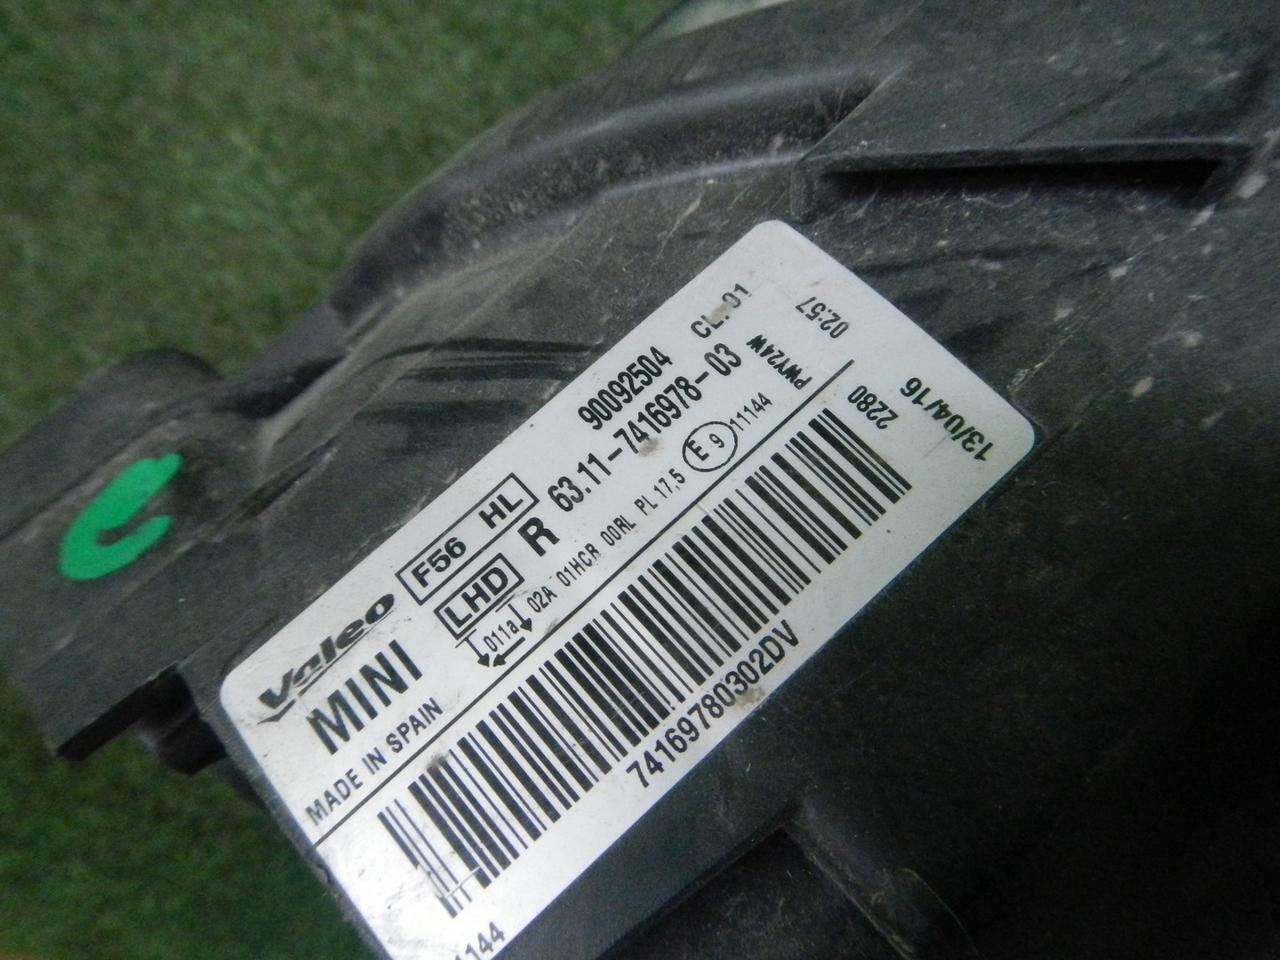 Valeo F56 HL 90092504 CL.01
MINI LHD R 63.11-7416978-03 02:57
MADE IN SPAIN 011a 02A 01HCR 00RL PL 17,5 E 9 11144 PWY24W
2280
7416978030 2DV 13/04/16
1144
C